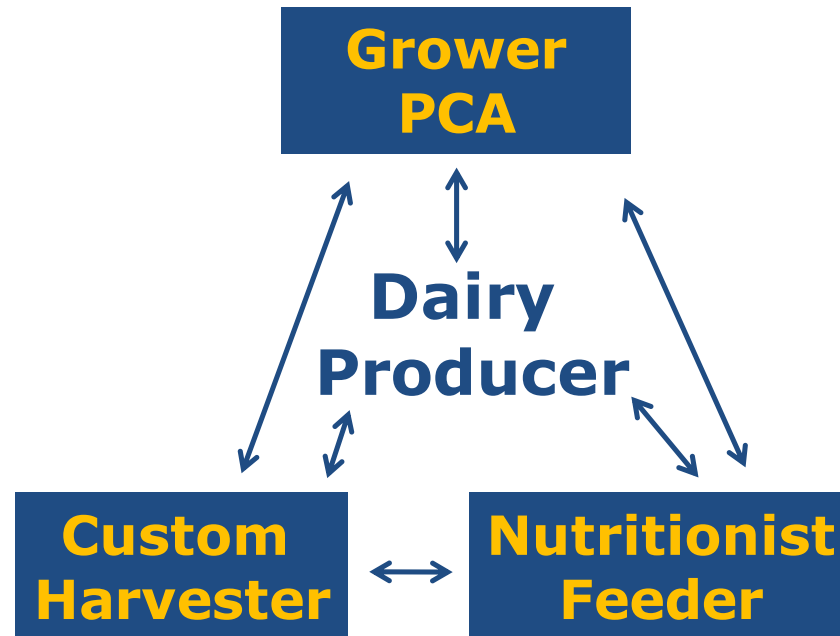 Grower
PCA
Dairy
Producer
Custom
Harvester
Nutritionist
Feeder